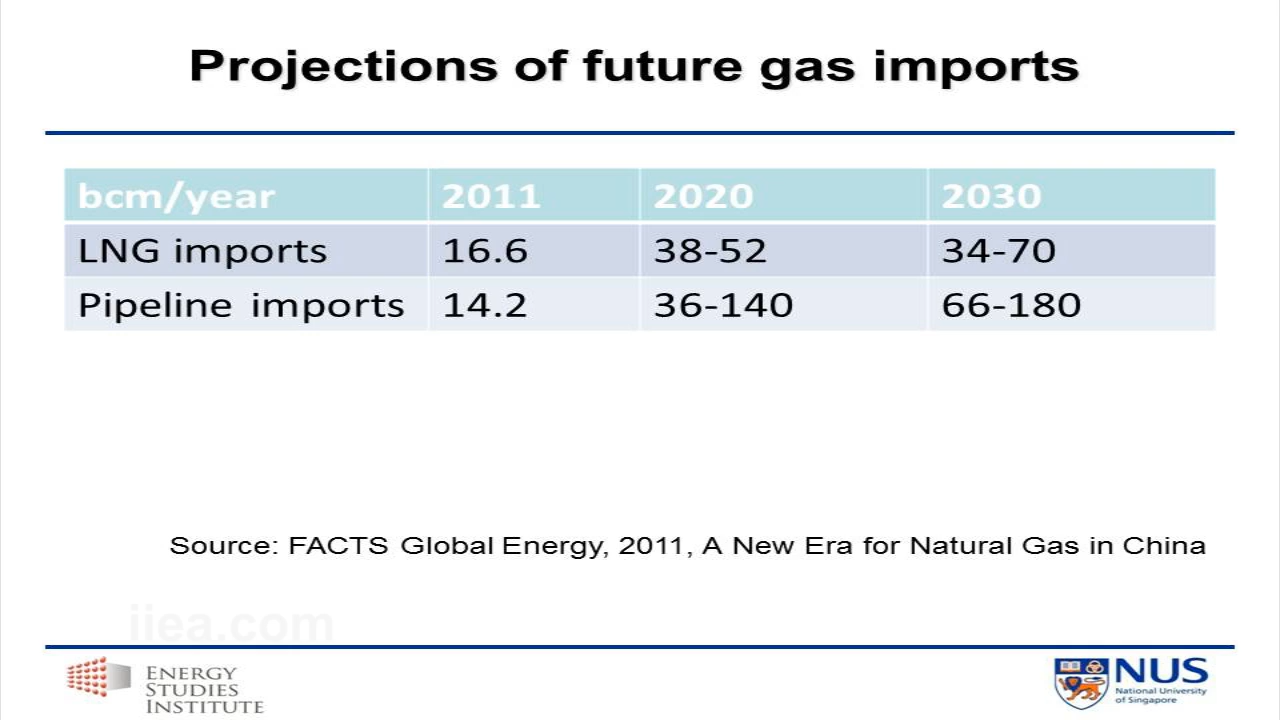 Projections of future gas imports
bcm/year 2011 2020 2030
LNG imports 16.6 38-52 34-70
Pipeline imports 14.2 36-140 66-180
Source: FACTS Global Energy, 2011, A New Era for Natural Gas in China
iiea.com
ENERGY
STUDIES
INSTITUTE
NUS
National University
of Singapore